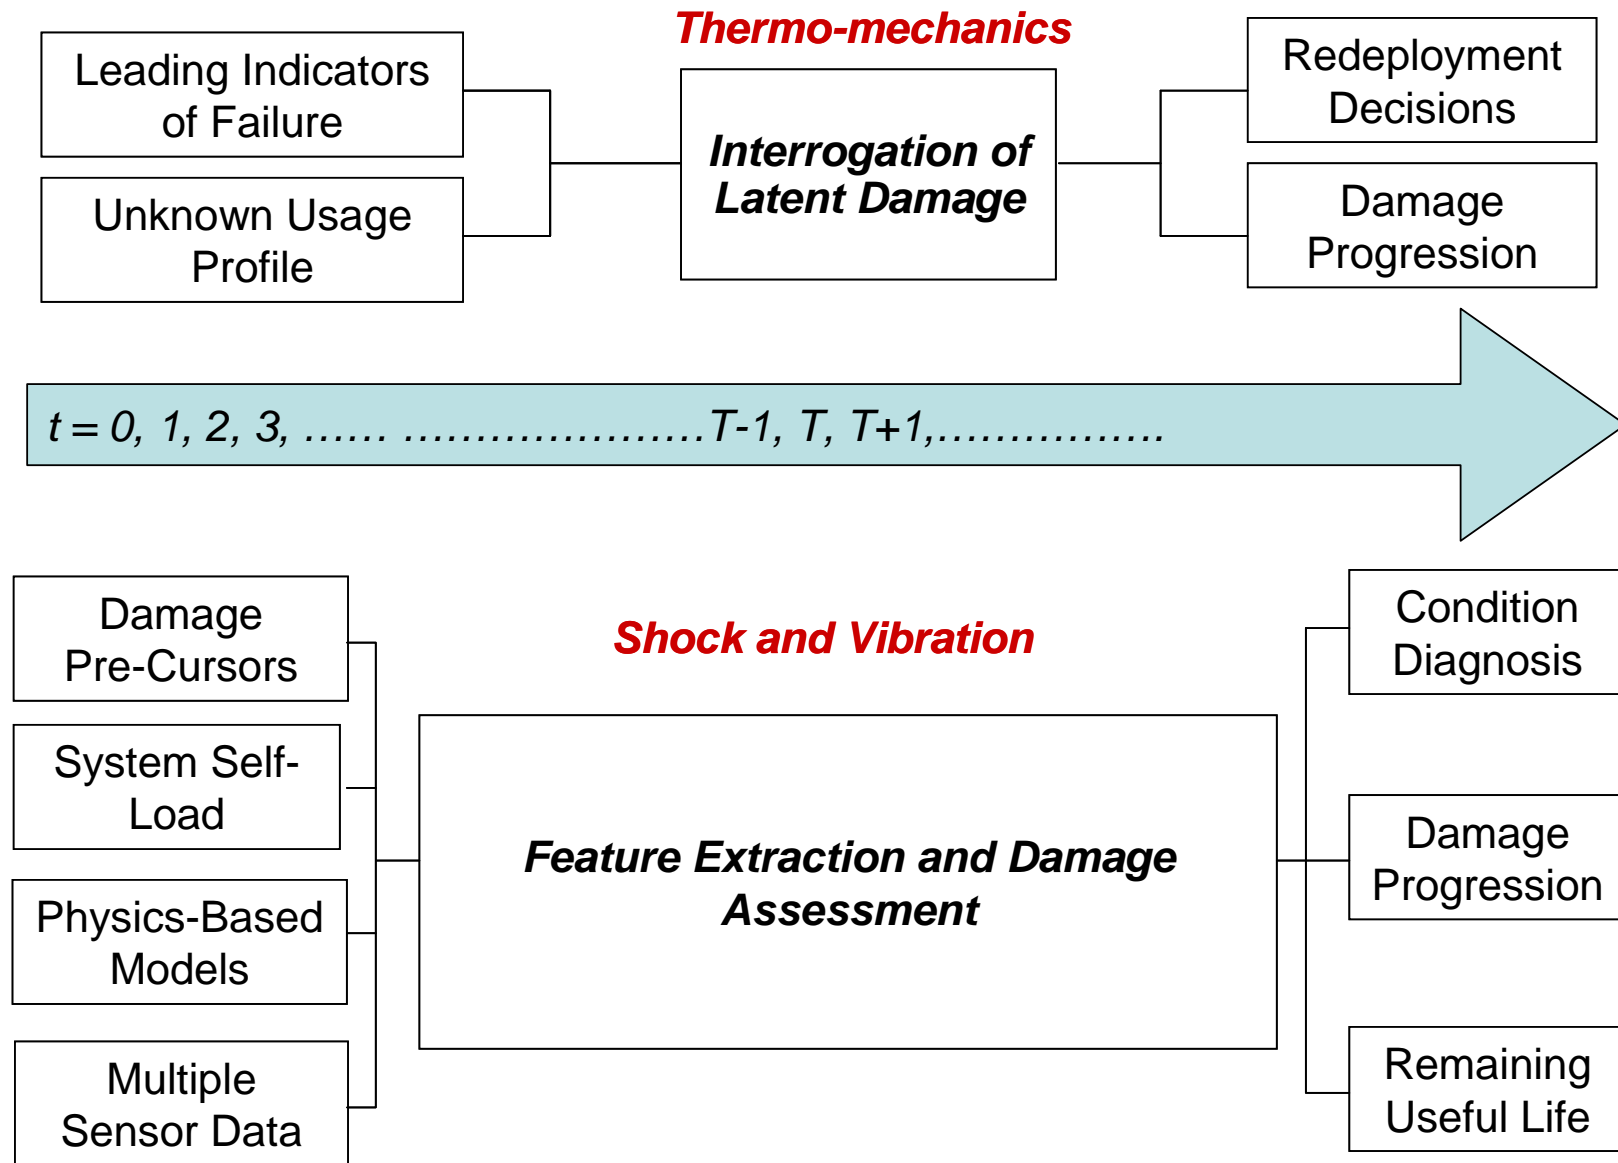 Thermo-mechanics
Leading Indicators
of Failure
Unknown Usage
Profile
Interrogation of
Latent Damage
Redeployment
Decisions
Damage
Progression
t = 0, 1, 2, 3, …… …………………T-1, T, T+1,…………….
Shock and Vibration
Damage
Pre-Cursors
System Self-
Load
Physics-Based
Models
Multiple
Sensor Data
Feature Extraction and Damage
Assessment
Condition
Diagnosis
Damage
Progression
Remaining
Useful Life